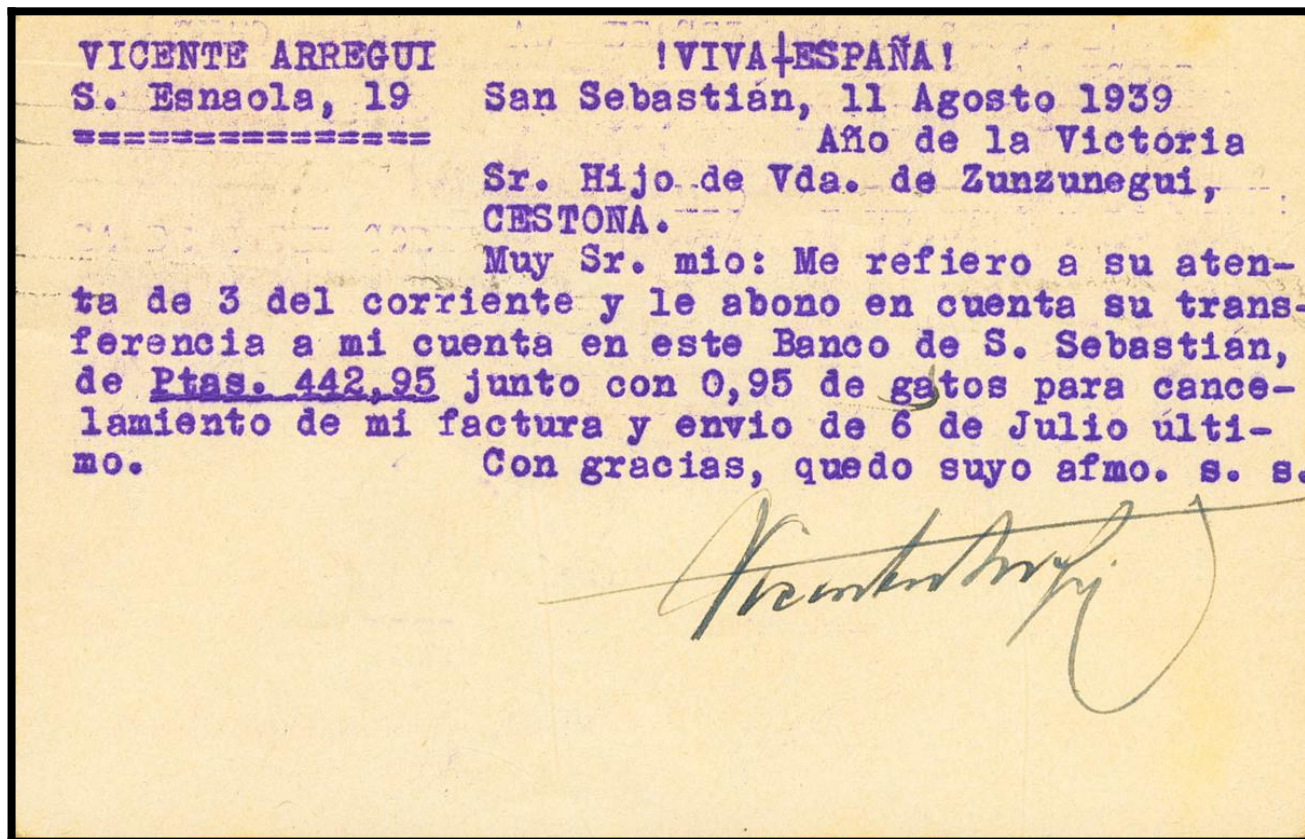 VICENTE ARREGUI !VIVA†ESPAÑA!
S. Esnaola, 19 San Sebastián, 11 Agosto 1939
================ Año de la Victoria
Sr. Hijo de Vda. de Zunzunegui,
CESTONA.
Muy Sr. mio: Me refiero a su aten-
ta de 3 del corriente y le abono en cuenta su trans-
ferencia a mi cuenta en este Banco de S. Sebastián,
de Ptas. 442,95 junto con 0,95 de gatos para cance-
lamiento de mi factura y envio de 6 de Julio últi-
mo. Con gracias, quedo suyo afmo. s. s.